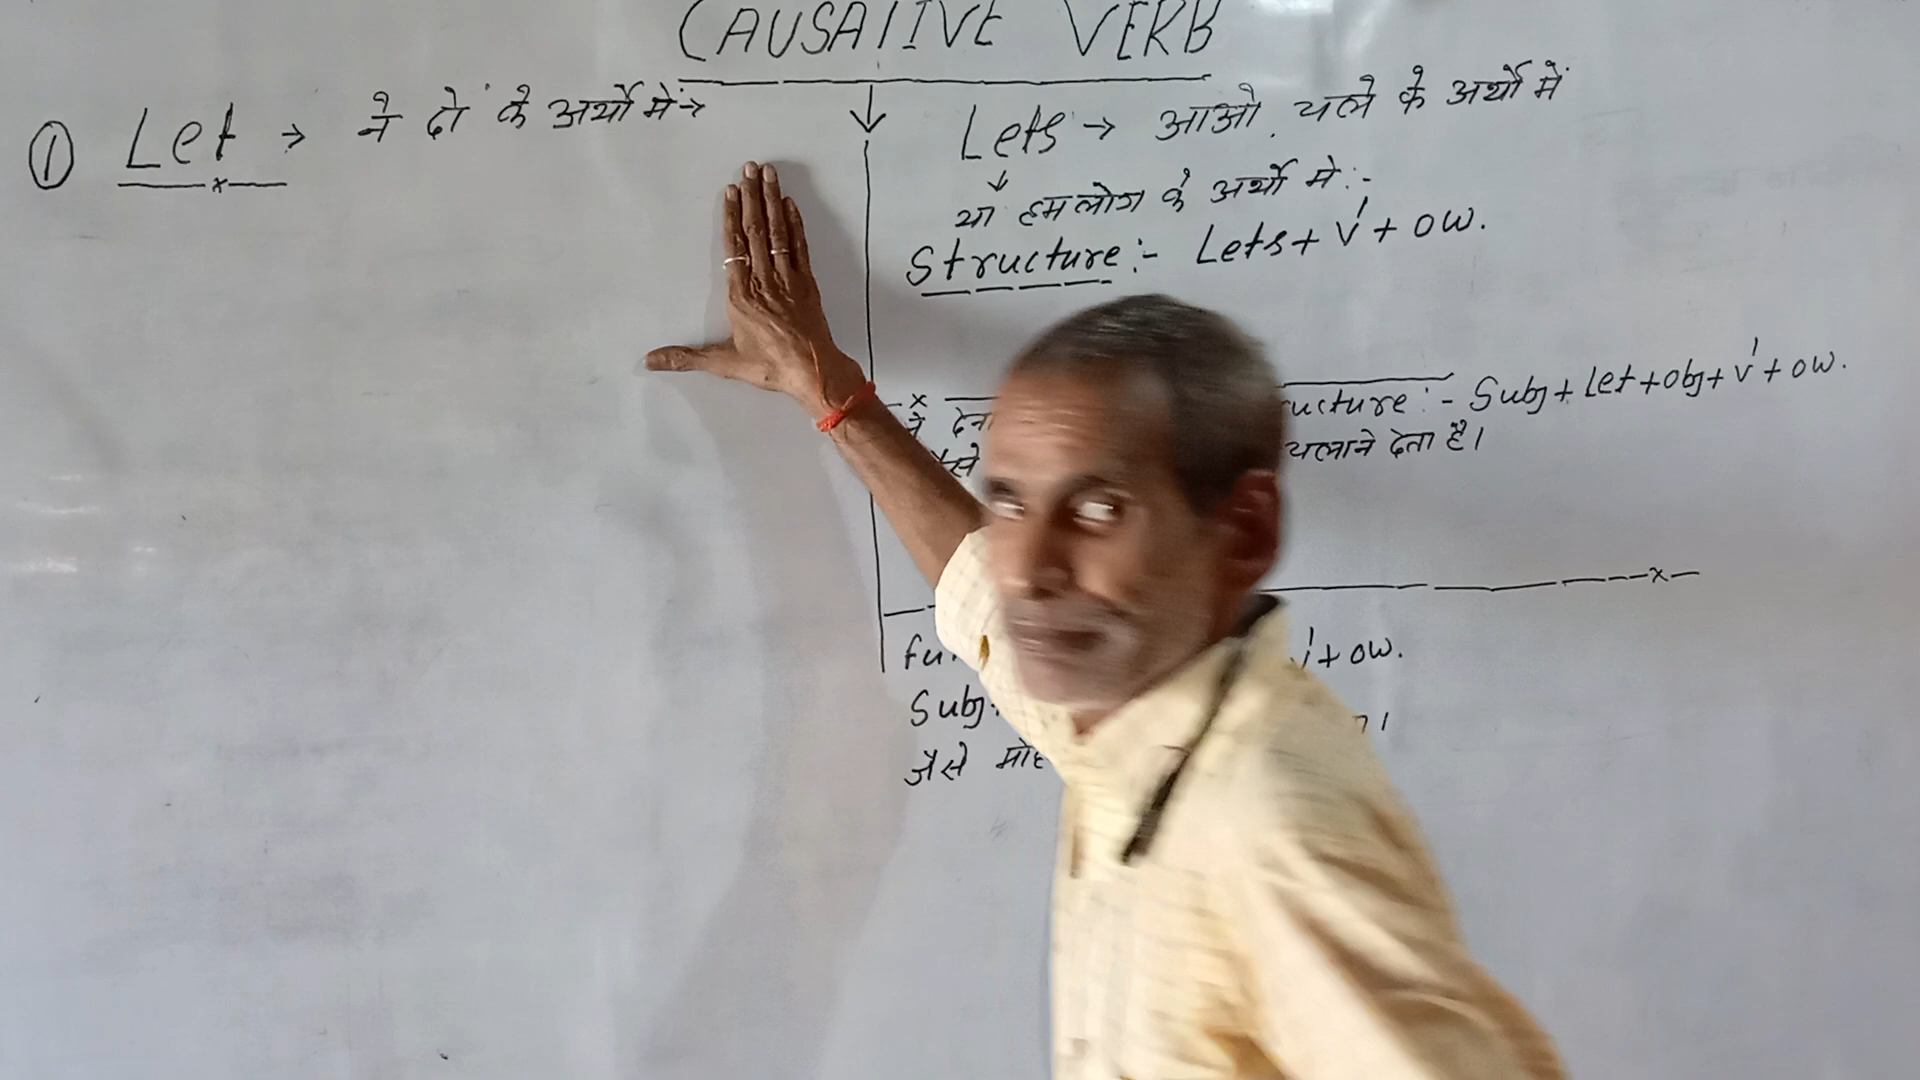 CAUSATIVE VERB
① Let → ने दो के अर्थो में →
Lets → आओ, चले के अर्थो में
या हमलोग के अर्थो मे :-
Structure :- Lets + V¹ + ow.
ने देना
ucture :- Subj + Let + obj + V¹ + ow.
चलाने देता है।
+ ow.
Subj
जैसे